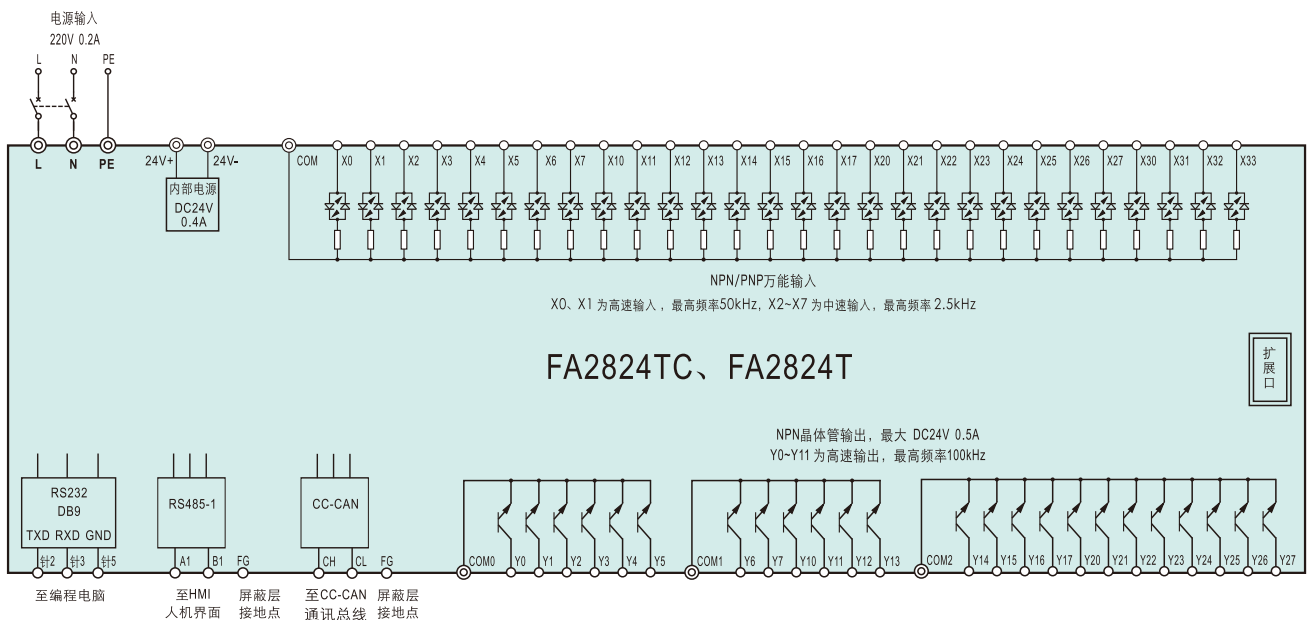 电源输入
220V 0.2A
L N PE
L N PE 24V+ 24V- COM X0 X1 X2 X3 X4 X5 X6 X7 X10 X11 X12 X13 X14 X15 X16 X17 X20 X21 X22 X23 X24 X25 X26 X27 X30 X31 X32 X33
内部电源
DC24V
0.4A
NPN/PNP万能输入
X0、X1 为高速输入，最高频率50kHz, X2~X7 为中速输入，最高频率 2.5kHz
FA2824TC、FA2824T
扩
展
口
NPN晶体管输出，最大 DC24V 0.5A
Y0~Y11 为高速输出，最高频率100kHz
RS232
DB9
TXD RXD GND
RS485-1
CC-CAN
针2 针3 针5 A1 B1 FG CH CL FG COM0 Y0 Y1 Y2 Y3 Y4 Y5 COM1 Y6 Y7 Y10 Y11 Y12 Y13 COM2 Y14 Y15 Y16 Y17 Y20 Y21 Y22 Y23 Y24 Y25 Y26 Y27
至编程电脑
至HMI
人机界面
屏蔽层
接地点
至CC-CAN
通讯总线
屏蔽层
接地点